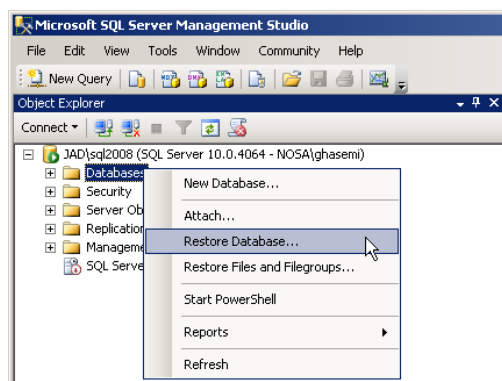 Microsoft SQL Server Management Studio
File Edit View Tools Window Community Help
New Query
Object Explorer
Connect
JAD\sql2008 (SQL Server 10.0.4064 - NOSA\ghasemi)
Databases
Security
Server Ob
Replication
Manageme
SQL Serve
New Database...
Attach...
Restore Database...
Restore Files and Filegroups...
Start PowerShell
Reports
Refresh